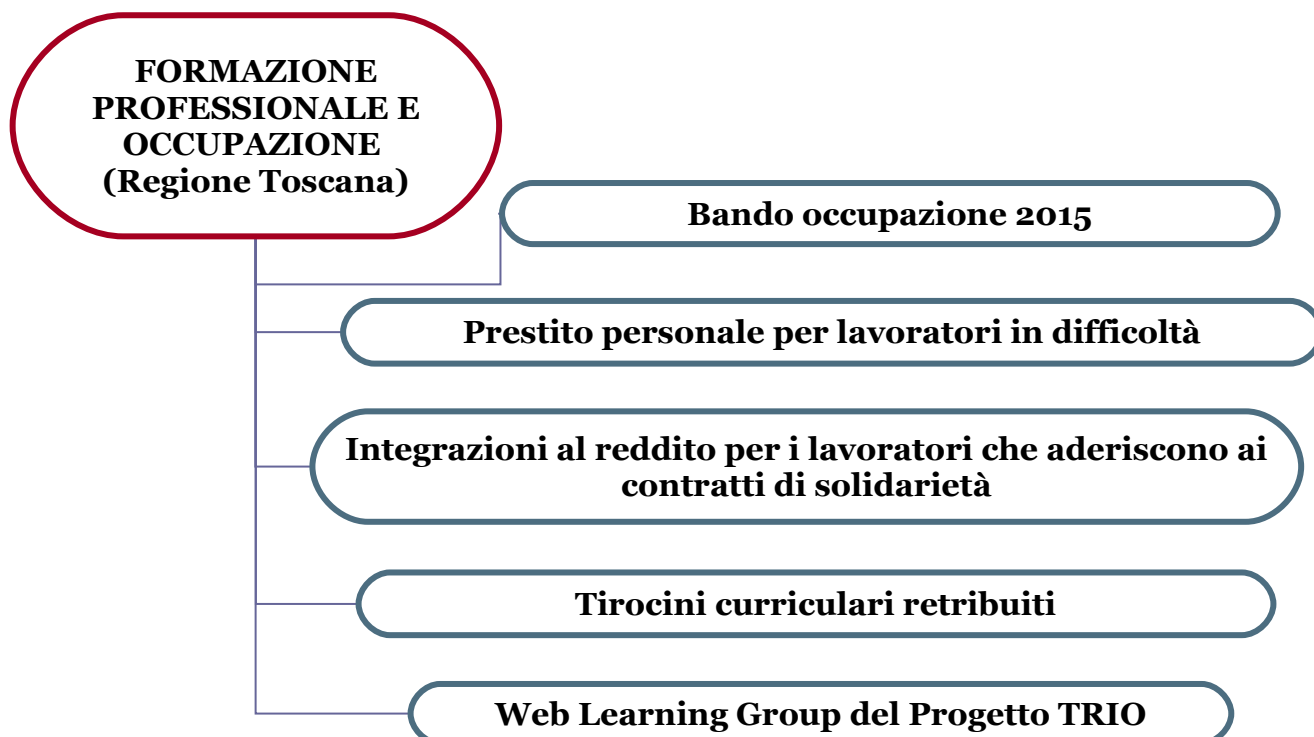 FORMAZIONE
PROFESSIONALE E
OCCUPAZIONE
(Regione Toscana)
Bando occupazione 2015
Prestito personale per lavoratori in difficoltà
Integrazioni al reddito per i lavoratori che aderiscono ai
contratti di solidarietà
Tirocini curriculari retribuiti
Web Learning Group del Progetto TRIO